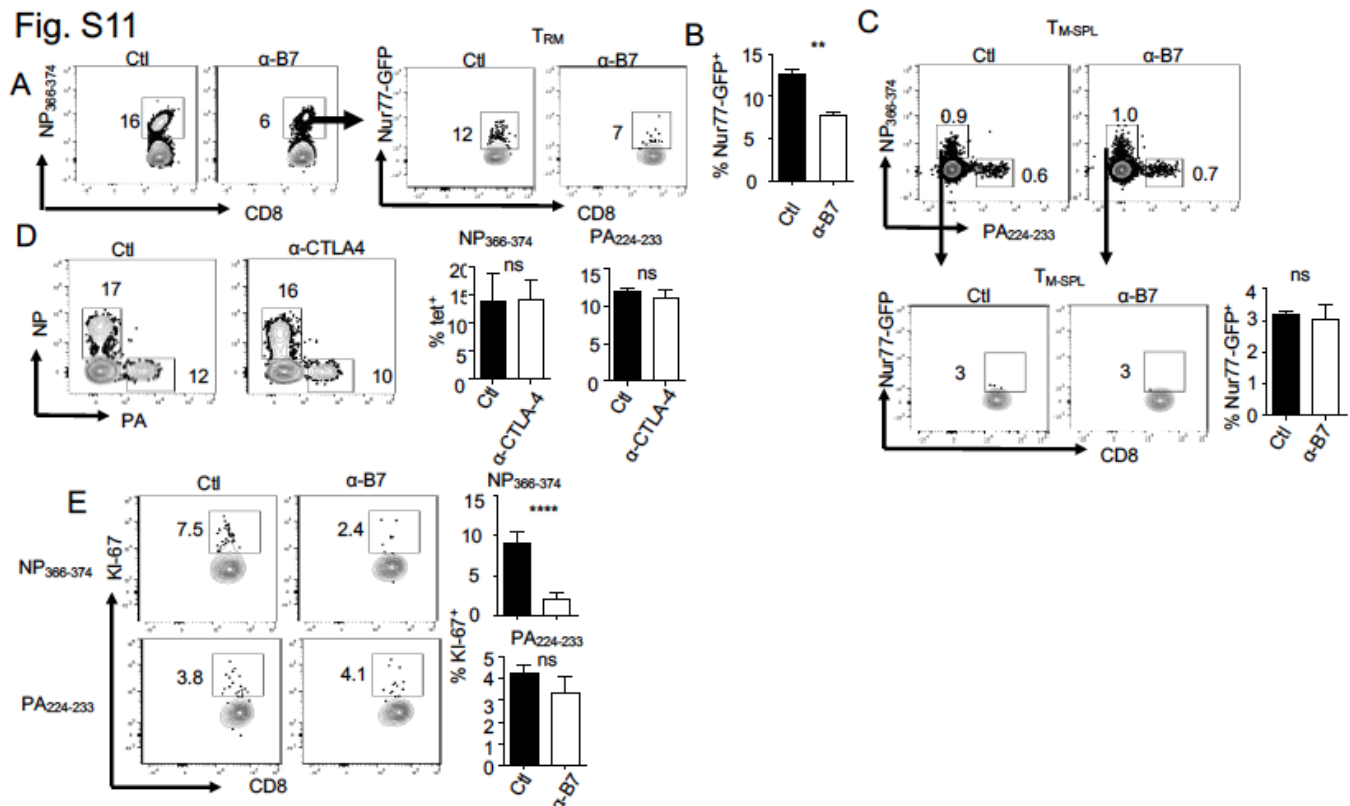 Fig. S11
A
Ctl
α-B7
NP366-374
16
6
CD8
TRM
Ctl
α-B7
Nur77-GFP
12
7
CD8
B
**
% Nur77-GFP+
15
10
5
0
Ctl
α-B7
C
TM-SPL
Ctl
α-B7
NP366-374
0.9
0.6
1.0
0.7
PA224-233
TM-SPL
Ctl
α-B7
Nur77-GFP
3
3
CD8
ns
% Nur77-GFP+
4
3
2
1
0
Ctl
α-B7
D
Ctl
α-CTLA4
NP
17
12
16
10
PA
NP366-374
ns
% tet+
15
10
5
0
Ctl
α-CTLA-4
PA224-233
ns
15
10
5
0
Ctl
α-CTLA-4
E
Ctl
α-B7
NP366-374
KI-67
7.5
2.4
PA224-233
3.8
4.1
CD8
NP366-374
****
15
10
5
0
% KI-67+
PA224-233
ns
5
4
3
2
1
0
Ctl
α-B7